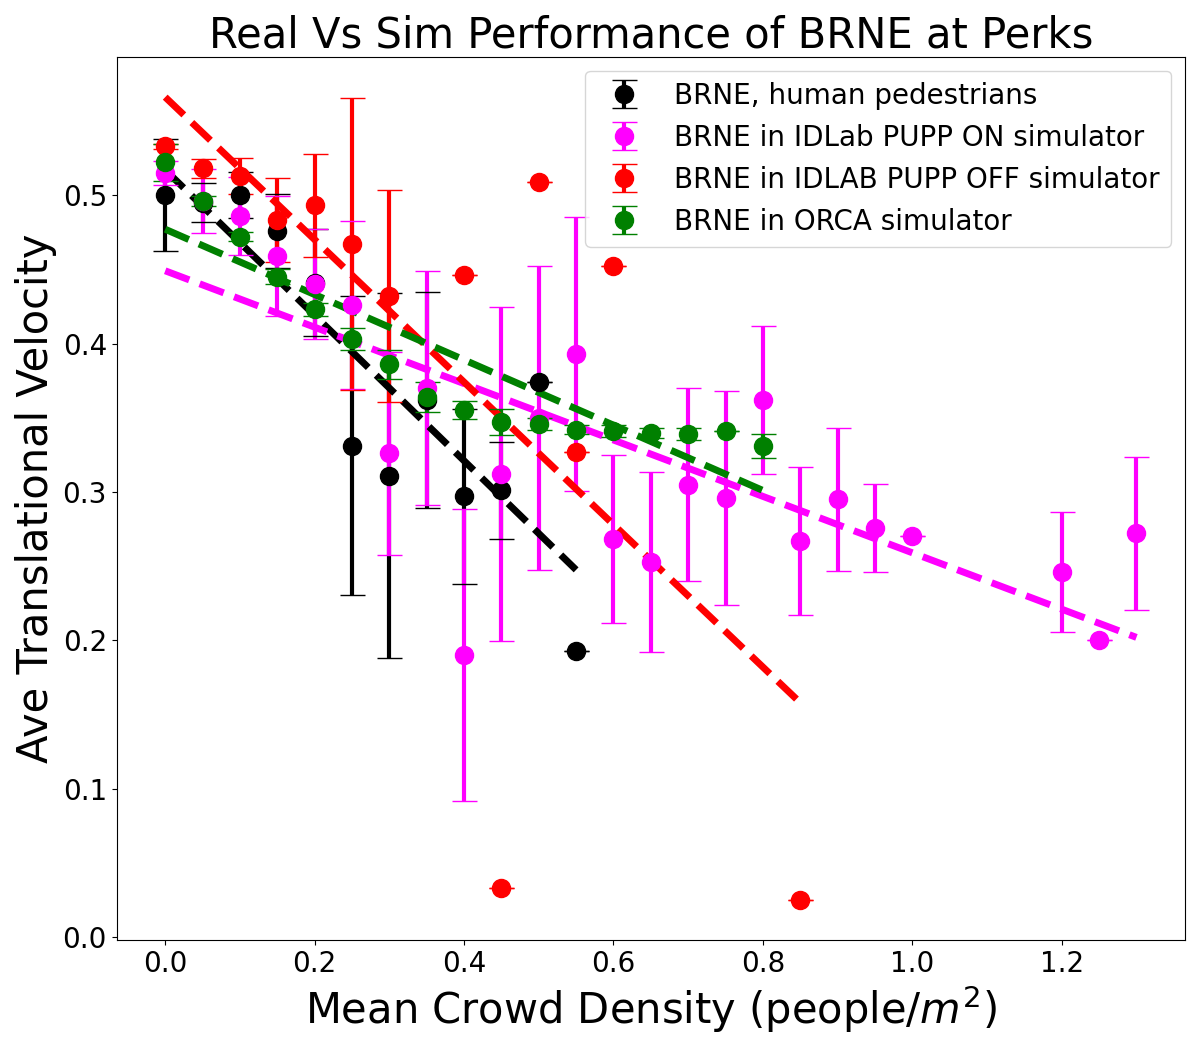 Real Vs Sim Performance of BRNE at Perks
BRNE, human pedestrians
BRNE in IDLab PUPP ON simulator
BRNE in IDLAB PUPP OFF simulator
BRNE in ORCA simulator
Ave Translational Velocity
0.5
0.4
0.3
0.2
0.1
0.0
0.0 0.2 0.4 0.6 0.8 1.0 1.2
Mean Crowd Density (people/m²)